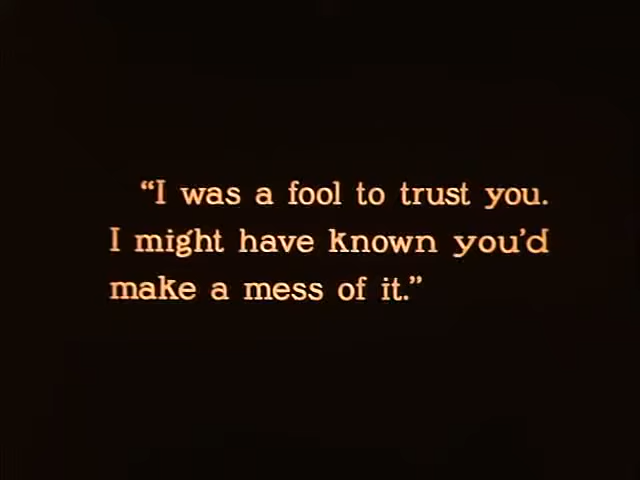 “I was a fool to trust you.
I might have known you’d
make a mess of it.”